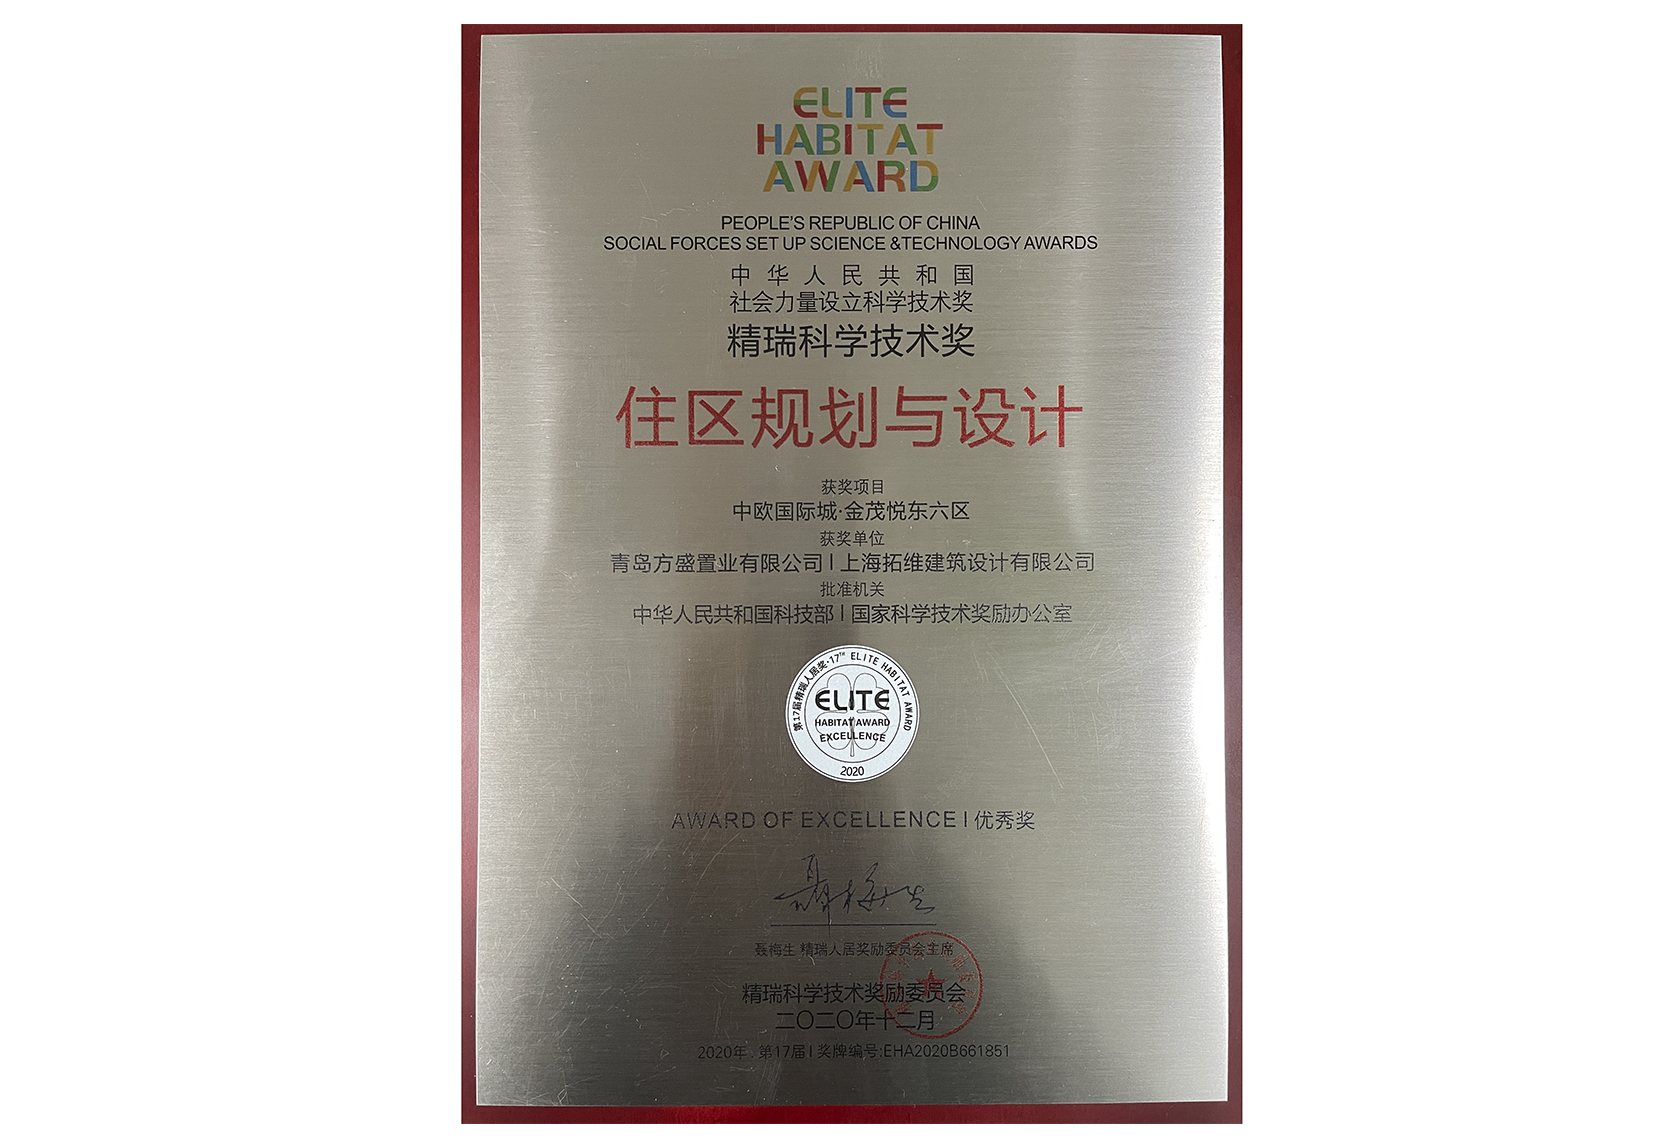 ELITE
HABITAT
AWARD
PEOPLE'S REPUBLIC OF CHINA
SOCIAL FORCES SET UP SCIENCE &TECHNOLOGY AWARDS
中华人民共和国
社会力量设立科学技术奖
精瑞科学技术奖
住区规划与设计
获奖项目
中欧国际城·金茂悦东六区
获奖单位
青岛方盛置业有限公司 | 上海拓维建筑设计有限公司
批准机关
中华人民共和国科技部 | 国家科学技术奖励办公室
第17届精瑞人居奖·17TH ELITE HABITAT AWARD
ELITE
HABITAT AWARD
EXCELLENCE
2020
AWARD OF EXCELLENCE | 优秀奖
聂梅生
聂梅生 精瑞人居奖励委员会主席
精瑞科学技术奖励委员会
二〇二〇年十二月
2020年．第17届 | 奖牌编号:EHA2020B661851